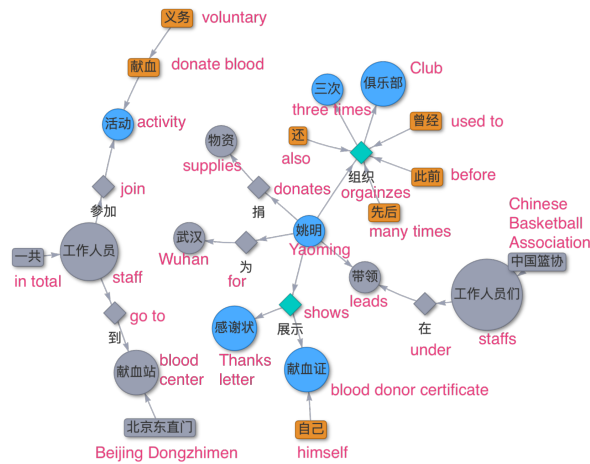 义务
voluntary
献血
donate blood
活动
activity
join
参加
一共
in total
工作人员
staff
go to
到
献血站
blood
center
北京东直门
Beijing Dongzhimen
物资
supplies
donates
捐
武汉
Wuhan
为
for
姚明
Yaoming
三次
three times
俱乐部
Club
还
also
曾经
used to
组织
orgainzes
此前
before
先后
many times
带领
leads
在
under
工作人员们
staffs
Chinese
Basketball
Association
中国篮协
shows
展示
感谢状
Thanks
letter
献血证
blood donor certificate
自己
himself